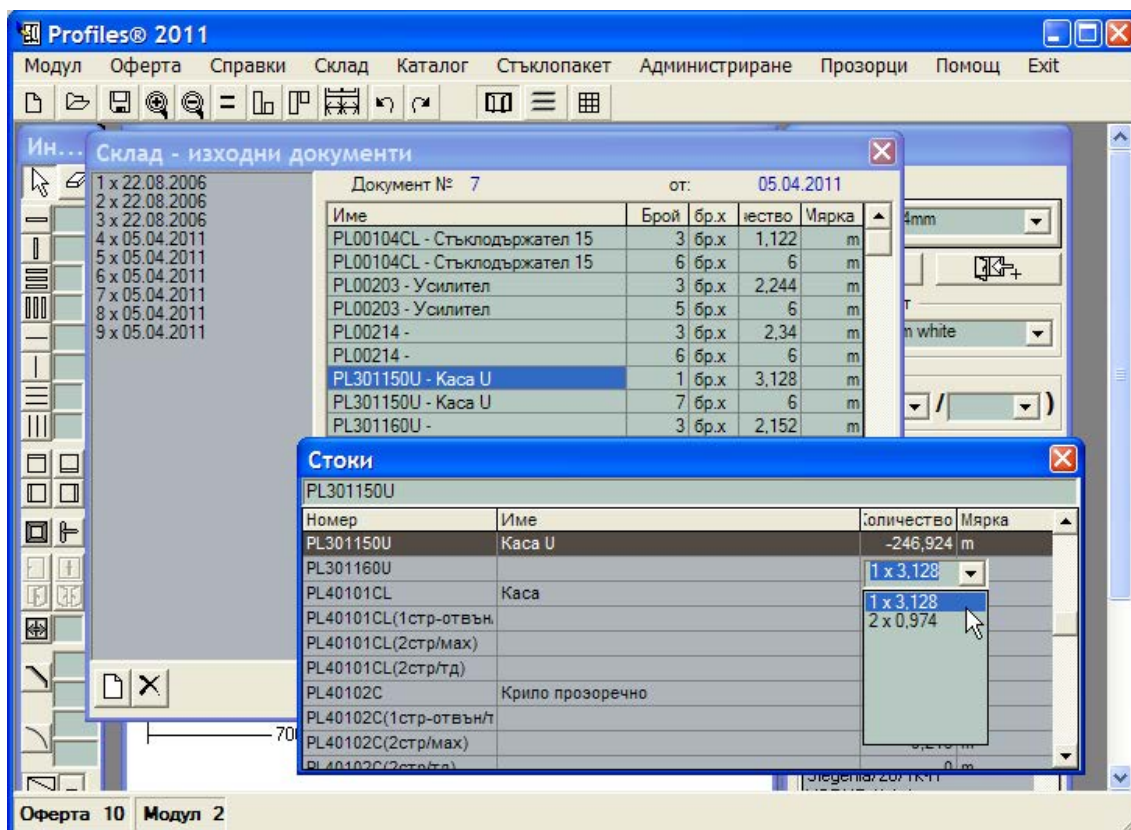 Profiles® 2011
Модул Оферта Справки Склад Каталог Стъклопакет Администриране Прозорци Помощ Exit
Ин...
Склад - изходни документи
1 x 22.08.2006
2 x 22.08.2006
3 x 22.08.2006
4 x 05.04.2011
5 x 05.04.2011
6 x 05.04.2011
7 x 05.04.2011
8 x 05.04.2011
9 x 05.04.2011
Документ № 7 от: 05.04.2011
Име Брой бр.х ество Мярка
PL00104CL - Стъклодържател 15 3 бр.х 1,122 m
PL00104CL - Стъклодържател 15 6 бр.х 6 m
PL00203 - Усилител 3 бр.х 2,244 m
PL00203 - Усилител 5 бр.х 6 m
PL00214 - 3 бр.х 2,34 m
PL00214 - 6 бр.х 6 m
PL301150U - Каса U 1 бр.х 3,128 m
PL301150U - Каса U 7 бр.х 6 m
PL301160U - 3 бр.х 2,152 m
4mm
white
/ )
Стоки
PL301150U
Номер Име Количество Мярка
PL301150U Каса U -246,924 m
PL301160U 1 x 3,128
PL40101CL Каса
PL40101CL(1стр-отвън
PL40101CL(2стр/мах)
PL40101CL(2стр/тд)
PL40102C Крило прозоречно
PL40102C(1стр-отвън/т
PL40102C(2стр/мах)
PL40102C(2стр/тд) 0 m
1 x 3,128
2 x 0,974
70
Оферта 10 Модул 2